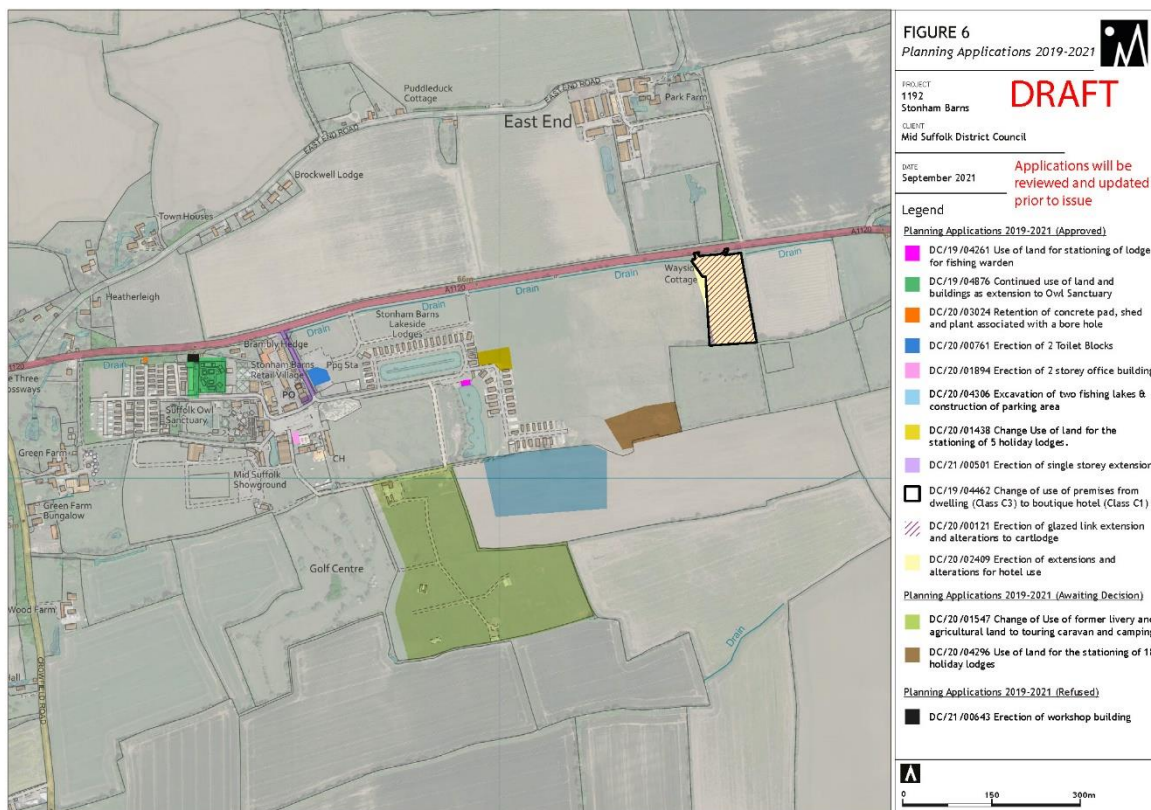 Puddleduck
Cottage
EAST END ROAD
Park Farm
East End
EAST END ROAD
Brockwell Lodge
Town Houses
A1120
Drain
Wayside
Cottage
66m
A1120
Drain
Drain
Heatherleigh
Stonham Barns
Lakeside
Lodges
Drain
Brambly Hedge
Drain
Stonham Barns
Retail Village
Ppg Sta
A1120
PO
Suffolk Owl
Sanctuary
Green Farm
CH
Mid Suffolk
Showground
Green Farm
Bungalow
Golf Centre
Wood Farm
Drain
CROWFIELD ROAD
FIGURE 6
Planning Applications 2019-2021
PROJECT
1192
Stonham Barns
DRAFT
CLIENT
Mid Suffolk District Council
DATE
September 2021
Applications will be
reviewed and updated
prior to issue
Legend
Planning Applications 2019-2021 (Approved)
DC/19/04261 Use of land for stationing of lodge
for fishing warden
DC/19/04876 Continued use of land and
buildings as extension to Owl Sanctuary
DC/20/03024 Retention of concrete pad, shed
and plant associated with a bore hole
DC/20/00761 Erection of 2 Toilet Blocks
DC/20/01894 Erection of 2 storey office building
DC/20/04306 Excavation of two fishing lakes &
construction of parking area
DC/20/01438 Change Use of land for the
stationing of 5 holiday lodges.
DC/21/00501 Erection of single storey extension
DC/19/04462 Change of use of premises from
dwelling (Class C3) to boutique hotel (Class C1)
DC/20/00121 Erection of glazed link extension
and alterations to cartlodge
DC/20/02409 Erection of extensions and
alterations for hotel use
Planning Applications 2019-2021 (Awaiting Decision)
DC/20/01547 Change of Use of former livery and
agricultural land to touring caravan and camping
DC/20/04296 Use of land for the stationing of 18
holiday lodges
Planning Applications 2019-2021 (Refused)
DC/21/00643 Erection of workshop building
0 150 300m